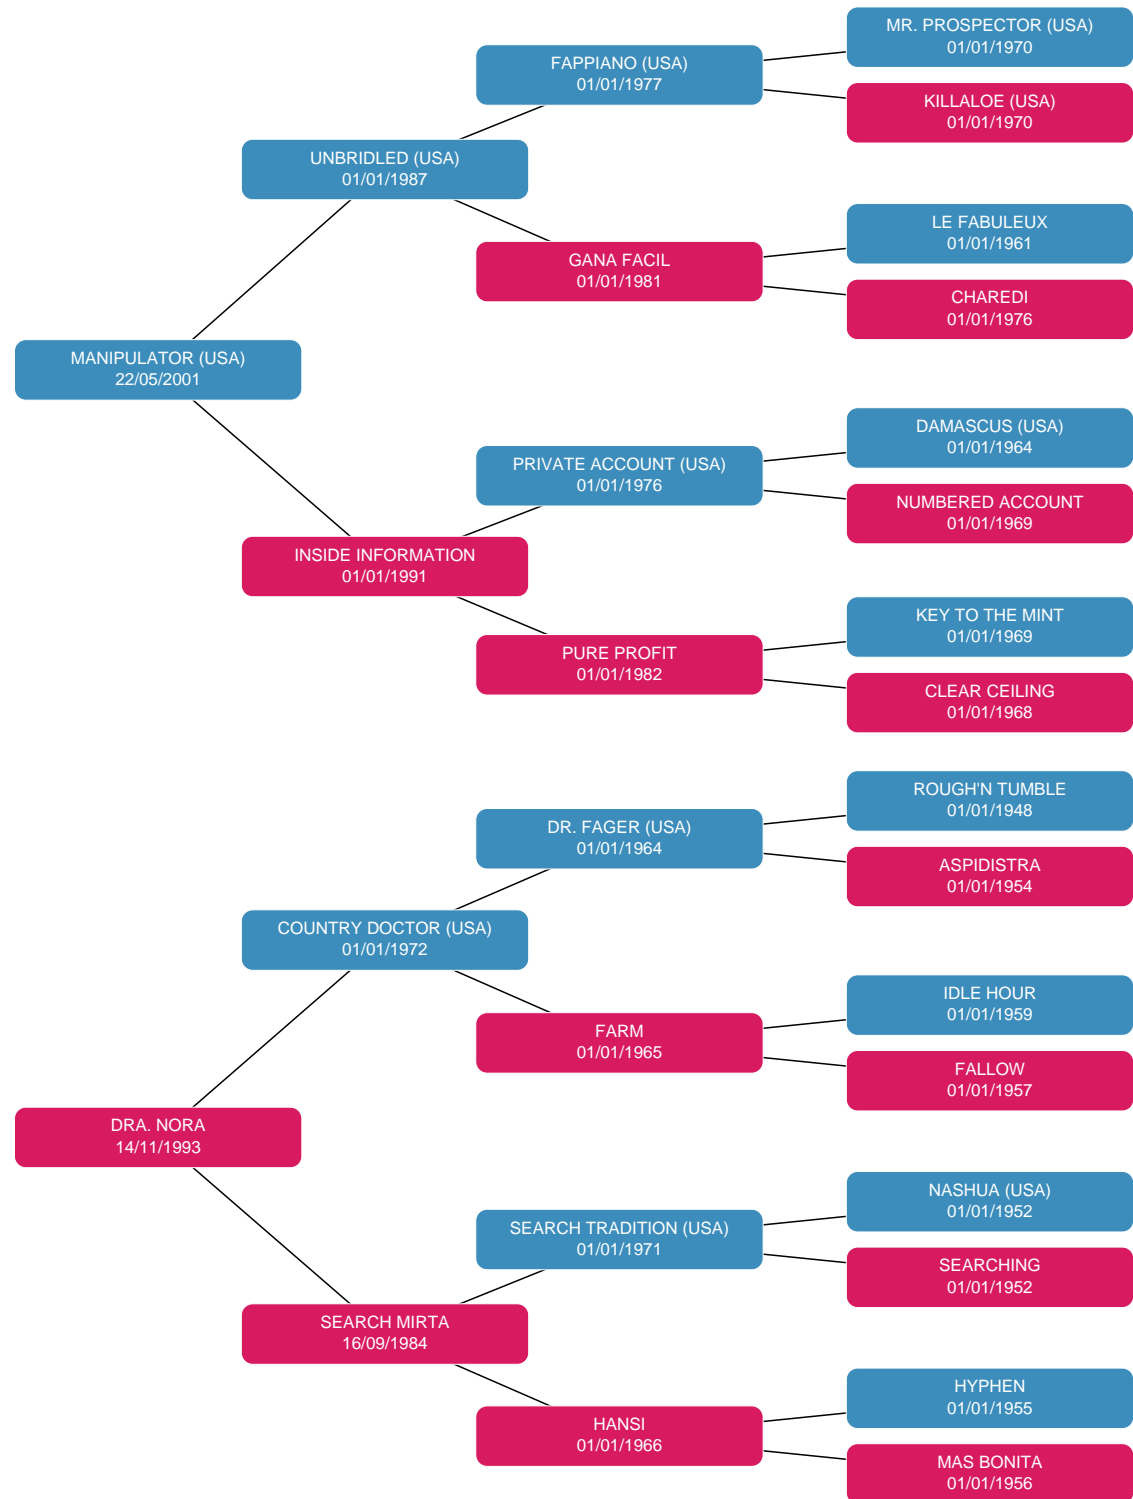 MR. PROSPECTOR (USA)
01/01/1970
FAPPIANO (USA)
01/01/1977
KILLALOE (USA)
01/01/1970
UNBRIDLED (USA)
01/01/1987
LE FABULEUX
01/01/1961
GANA FACIL
01/01/1981
CHAREDI
01/01/1976
MANIPULATOR (USA)
22/05/2001
DAMASCUS (USA)
01/01/1964
PRIVATE ACCOUNT (USA)
01/01/1976
NUMBERED ACCOUNT
01/01/1969
INSIDE INFORMATION
01/01/1991
KEY TO THE MINT
01/01/1969
PURE PROFIT
01/01/1982
CLEAR CEILING
01/01/1968
ROUGH'N TUMBLE
01/01/1948
DR. FAGER (USA)
01/01/1964
ASPIDISTRA
01/01/1954
COUNTRY DOCTOR (USA)
01/01/1972
IDLE HOUR
01/01/1959
FARM
01/01/1965
FALLOW
01/01/1957
DRA. NORA
14/11/1993
NASHUA (USA)
01/01/1952
SEARCH TRADITION (USA)
01/01/1971
SEARCHING
01/01/1952
SEARCH MIRTA
16/09/1984
HYPHEN
01/01/1955
HANSI
01/01/1966
MAS BONITA
01/01/1956